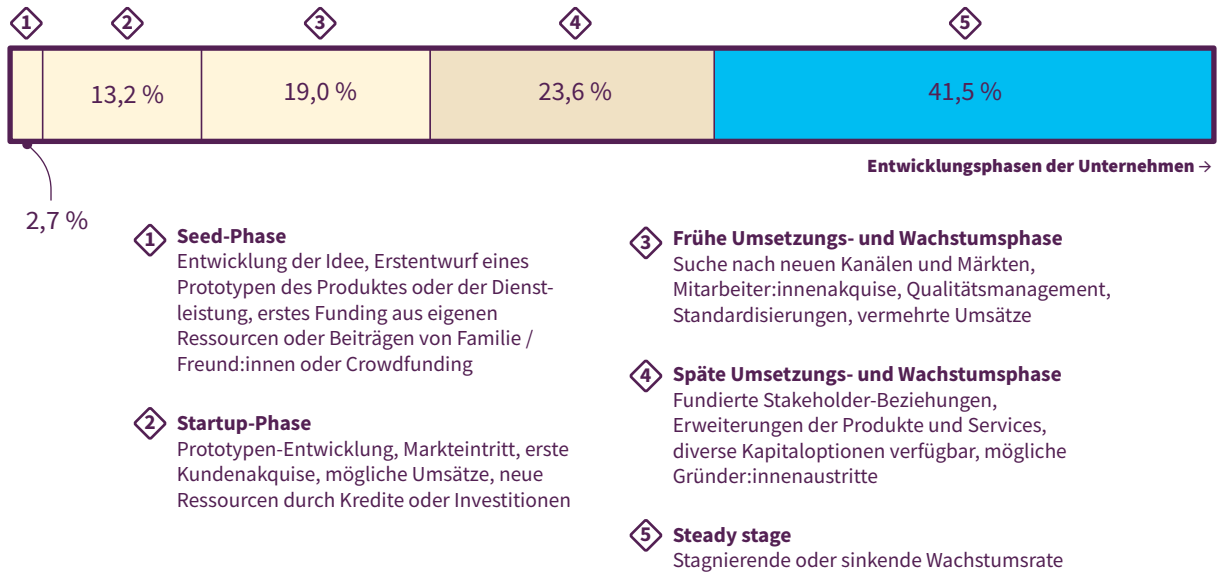 1 2 3 4 5
13,2 % 19,0 % 23,6 % 41,5 %
Entwicklungsphasen der Unternehmen →
2,7 %
1 Seed-Phase
Entwicklung der Idee, Erstentwurf eines
Prototypen des Produktes oder der Dienst-
leistung, erstes Funding aus eigenen
Ressourcen oder Beiträgen von Familie /
Freund:innen oder Crowdfunding
2 Startup-Phase
Prototypen-Entwicklung, Markteintritt, erste
Kundenakquise, mögliche Umsätze, neue
Ressourcen durch Kredite oder Investitionen
3 Frühe Umsetzungs- und Wachstumsphase
Suche nach neuen Kanälen und Märkten,
Mitarbeiter:innenakquise, Qualitätsmanagement,
Standardisierungen, vermehrte Umsätze
4 Späte Umsetzungs- und Wachstumsphase
Fundierte Stakeholder-Beziehungen,
Erweiterungen der Produkte und Services,
diverse Kapitaloptionen verfügbar, mögliche
Gründer:innenaustritte
5 Steady stage
Stagnierende oder sinkende Wachstumsrate